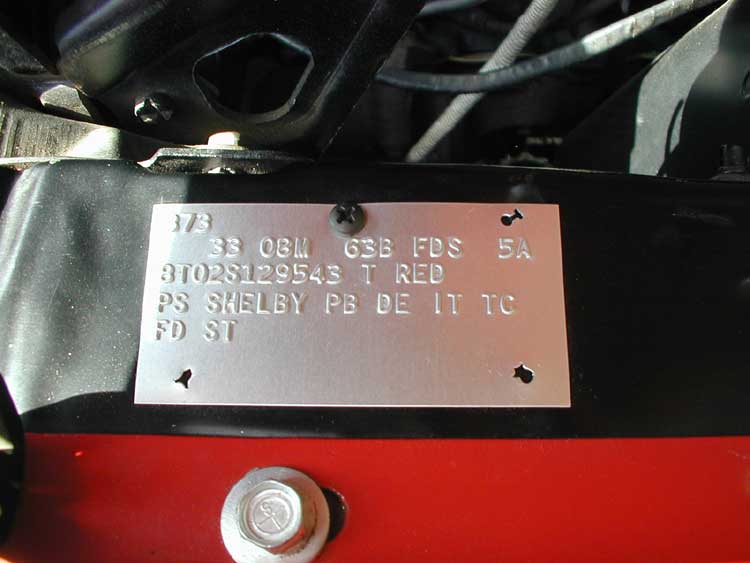 373
33 08M 63B FDS 5A
8T02S129543 T RED
PS SHELBY PB DE IT TC
FD ST